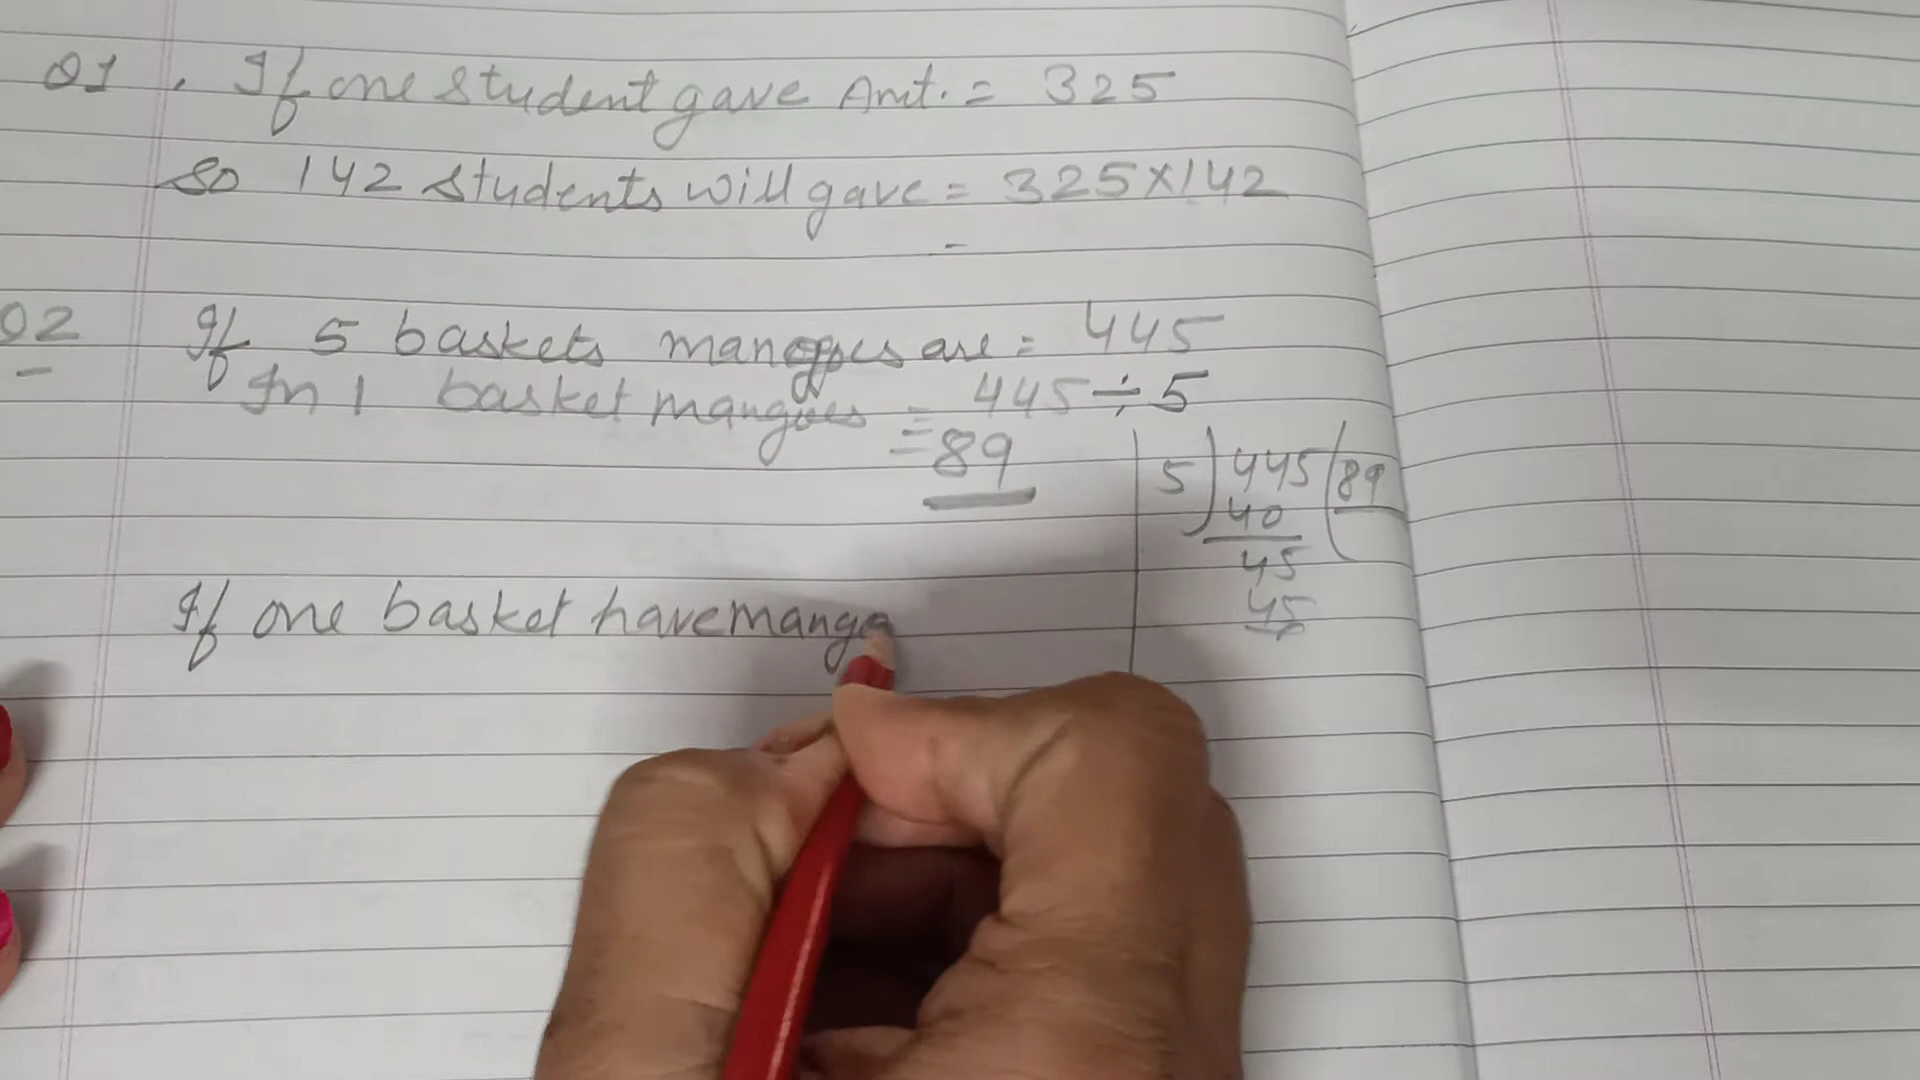 Q1. If one student gave Amt. = 325
so 142 students will gave = 325×142
Q2 If 5 baskets mangoes are = 445
In 1 basket mangoes = 445÷5
= 89
5)445(89
40
45
45
If one basket have mango